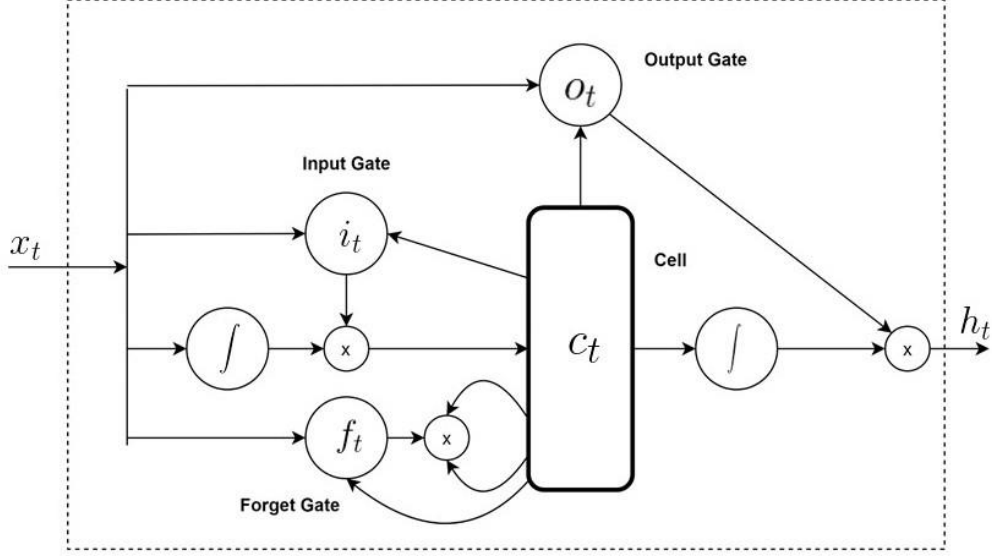 Output Gate
o_t
Input Gate
i_t
x_t
Cell
h_t
∫
x
c_t
∫
x
f_t
x
Forget Gate